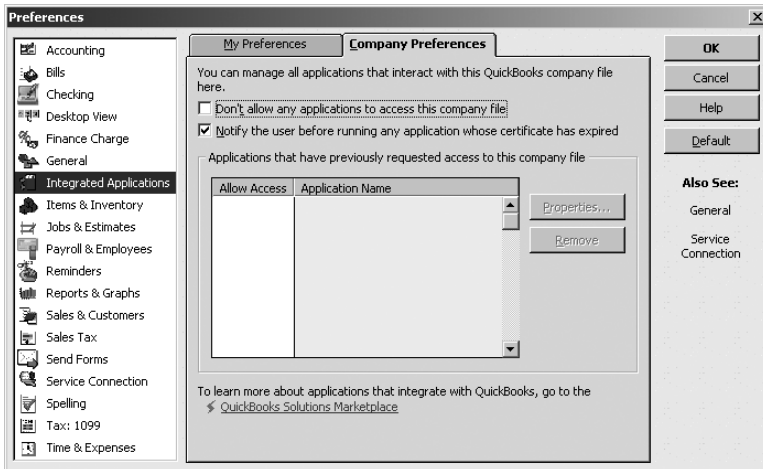 Preferences
Accounting
Bills
Checking
Desktop View
Finance Charge
General
Integrated Applications
Items & Inventory
Jobs & Estimates
Payroll & Employees
Reminders
Reports & Graphs
Sales & Customers
Sales Tax
Send Forms
Service Connection
Spelling
Tax: 1099
Time & Expenses
My Preferences
Company Preferences
You can manage all applications that interact with this QuickBooks company file
here.
Don't allow any applications to access this company file
Notify the user before running any application whose certificate has expired
Applications that have previously requested access to this company file
Allow Access Application Name
Properties...
Remove
To learn more about applications that integrate with QuickBooks, go to the
QuickBooks Solutions Marketplace
OK
Cancel
Help
Default
Also See:
General
Service
Connection